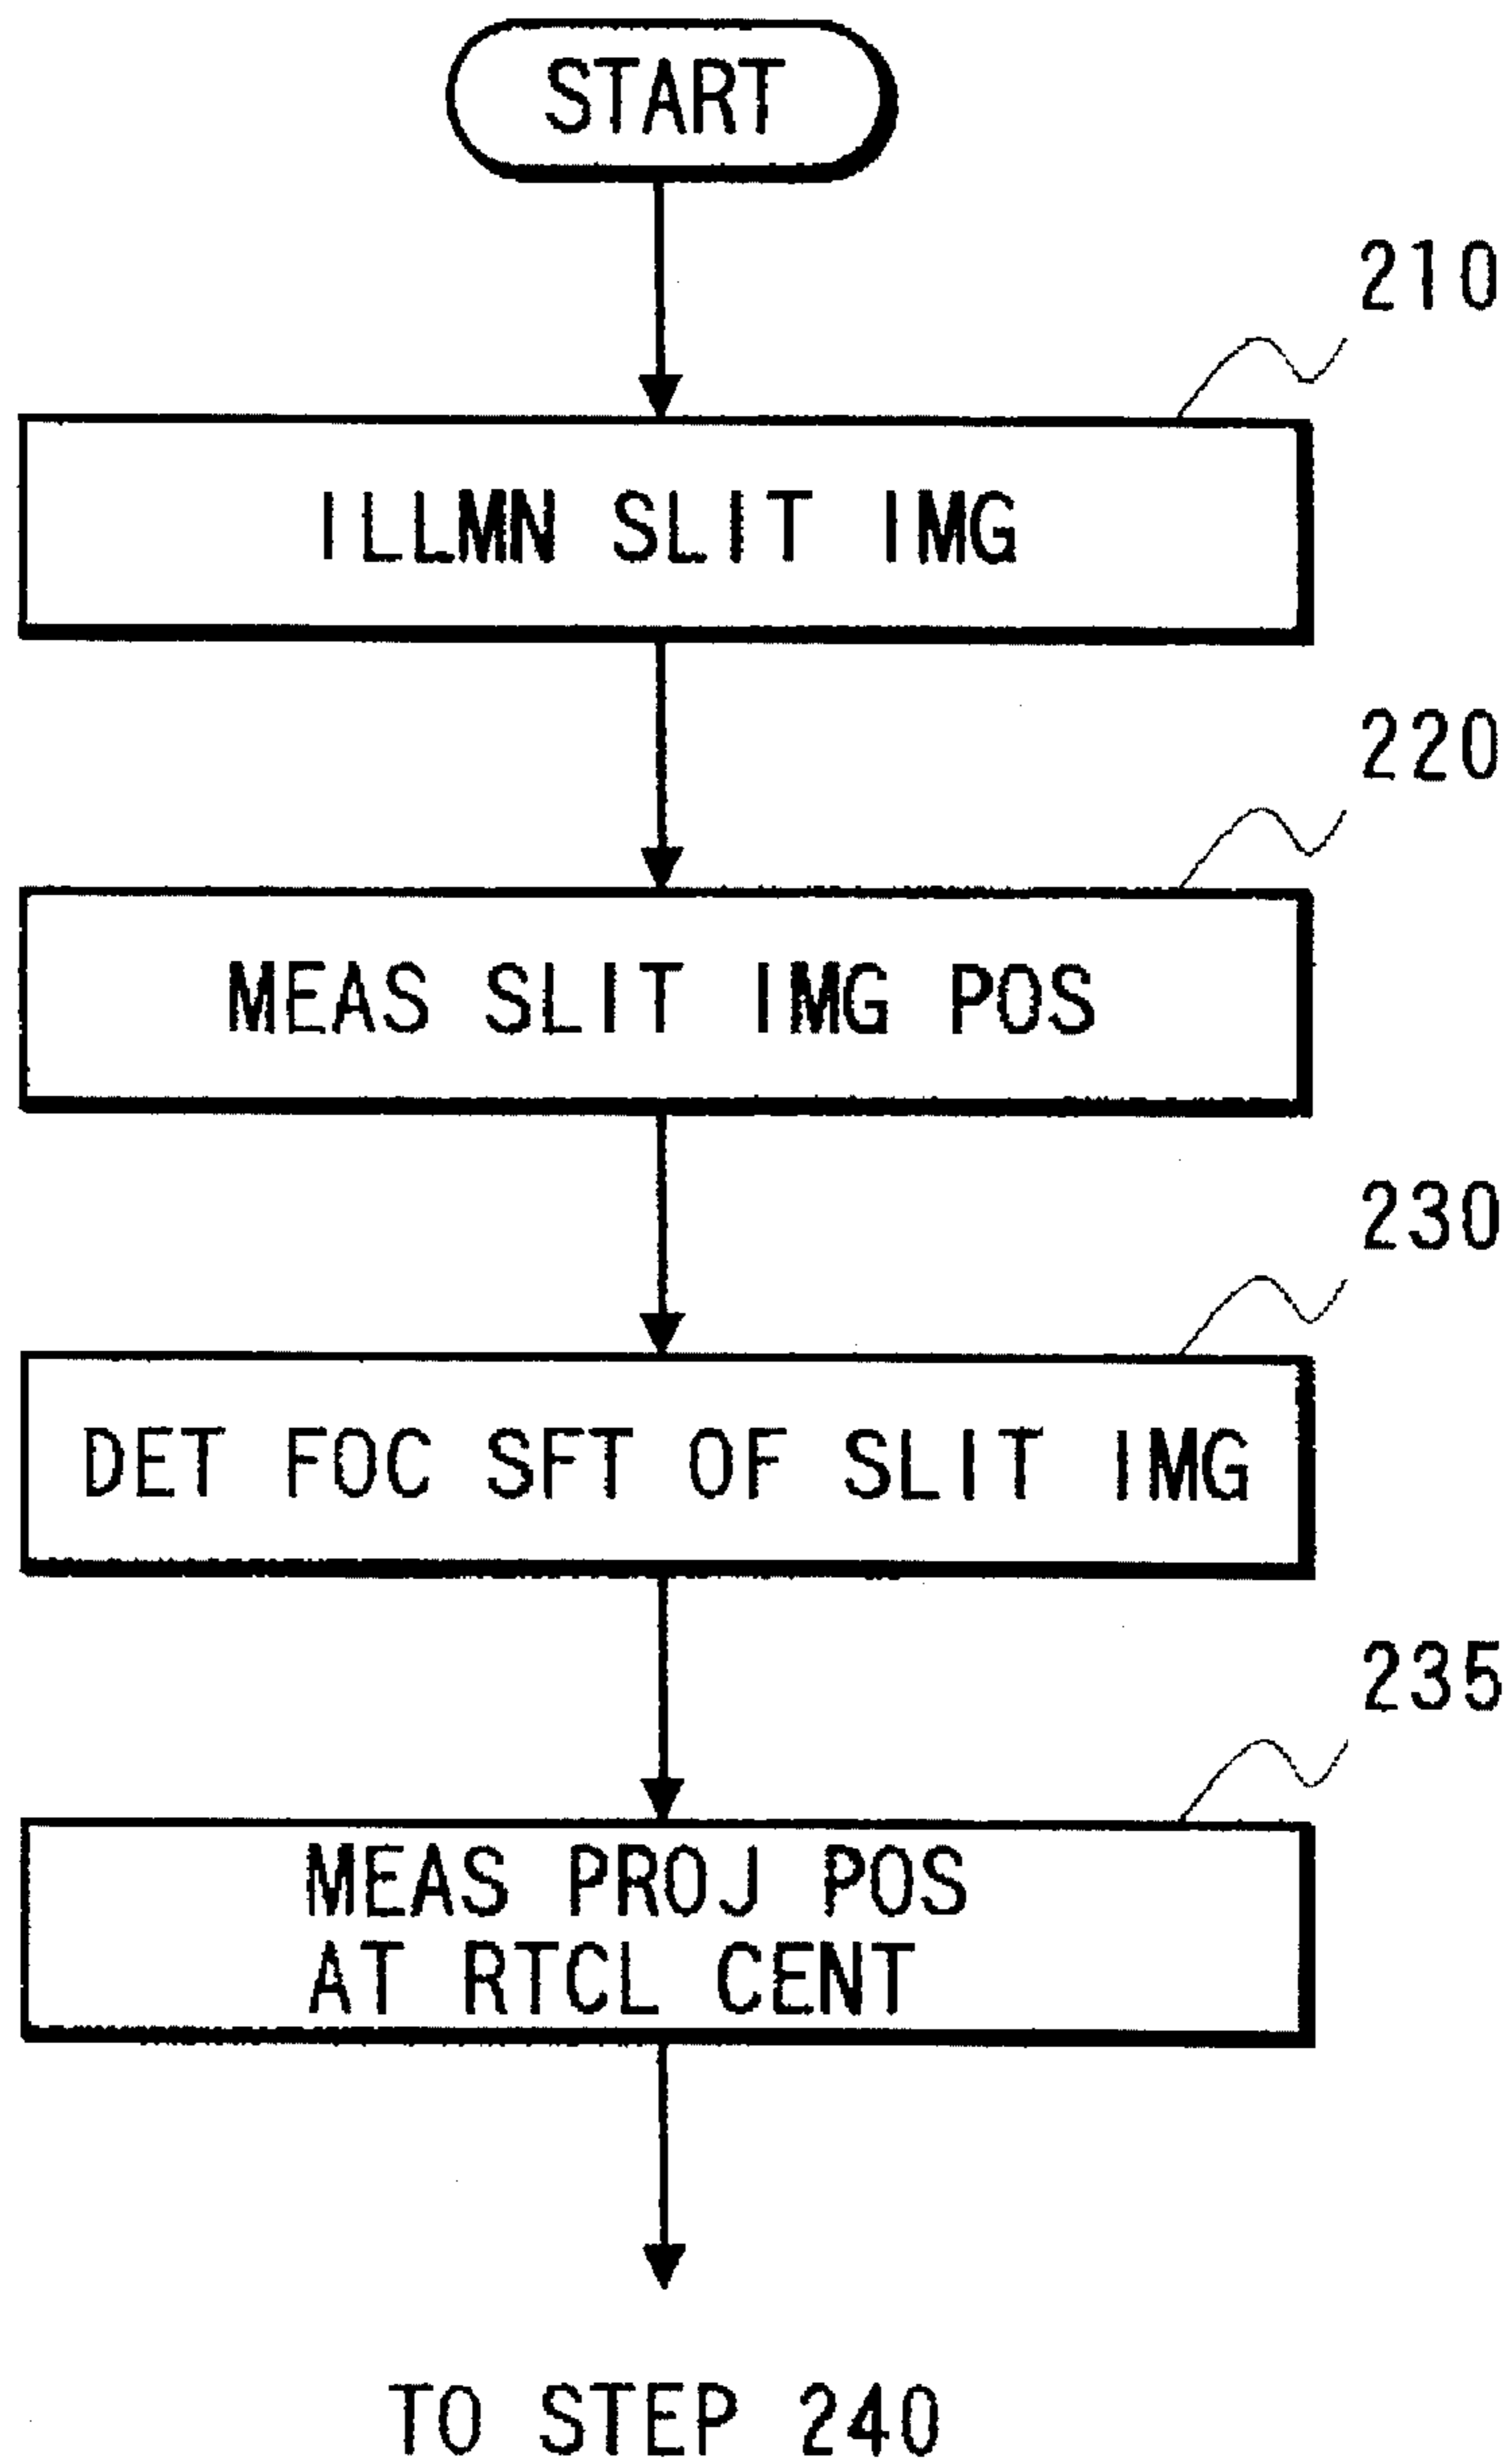 START
210
ILLMN SLIT IMG
220
MEAS SLIT IMG POS
230
DET FOC SFT OF SLIT IMG
235
MEAS PROJ POS
AT RTCL CENT
TO STEP 240